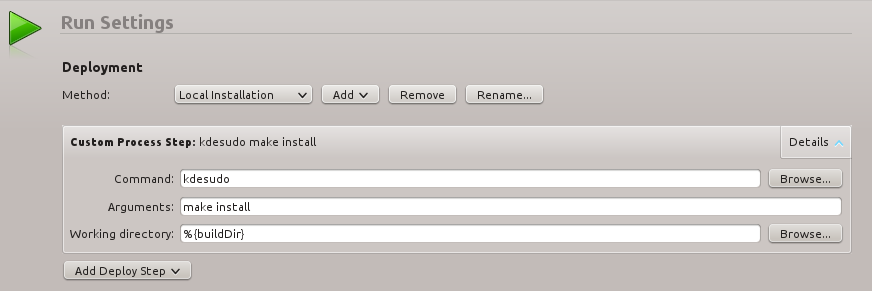 Run Settings
Deployment
Method: Local Installation Add Remove Rename...
Custom Process Step: kdesudo make install Details
Command: kdesudo Browse...
Arguments: make install
Working directory: %{buildDir} Browse...
Add Deploy Step